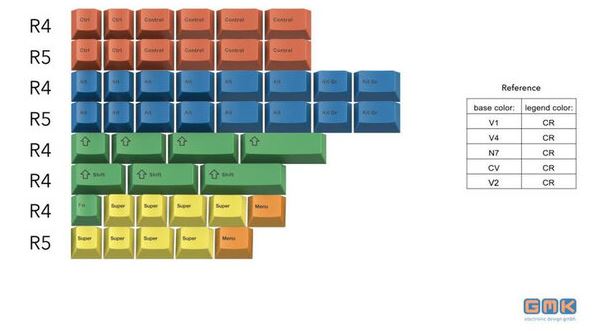 R4 Ctrl Ctrl Control Control Control Control
R5 Ctrl Ctrl Control Control Control Control
R4 Alt Alt Alt Alt Alt Alt Alt Gr Alt Gr
R5 Alt Alt Alt Alt Alt Alt Alt Gr Alt Gr
R4
R4 Shift Shift Shift
R4 Fn Super Super Super Super Menu
R5 Super Super Super Super Menu
Reference
base color: legend color:
V1 CR
V4 CR
N7 CR
CV CR
V2 CR
GMK
electronic design gmbh